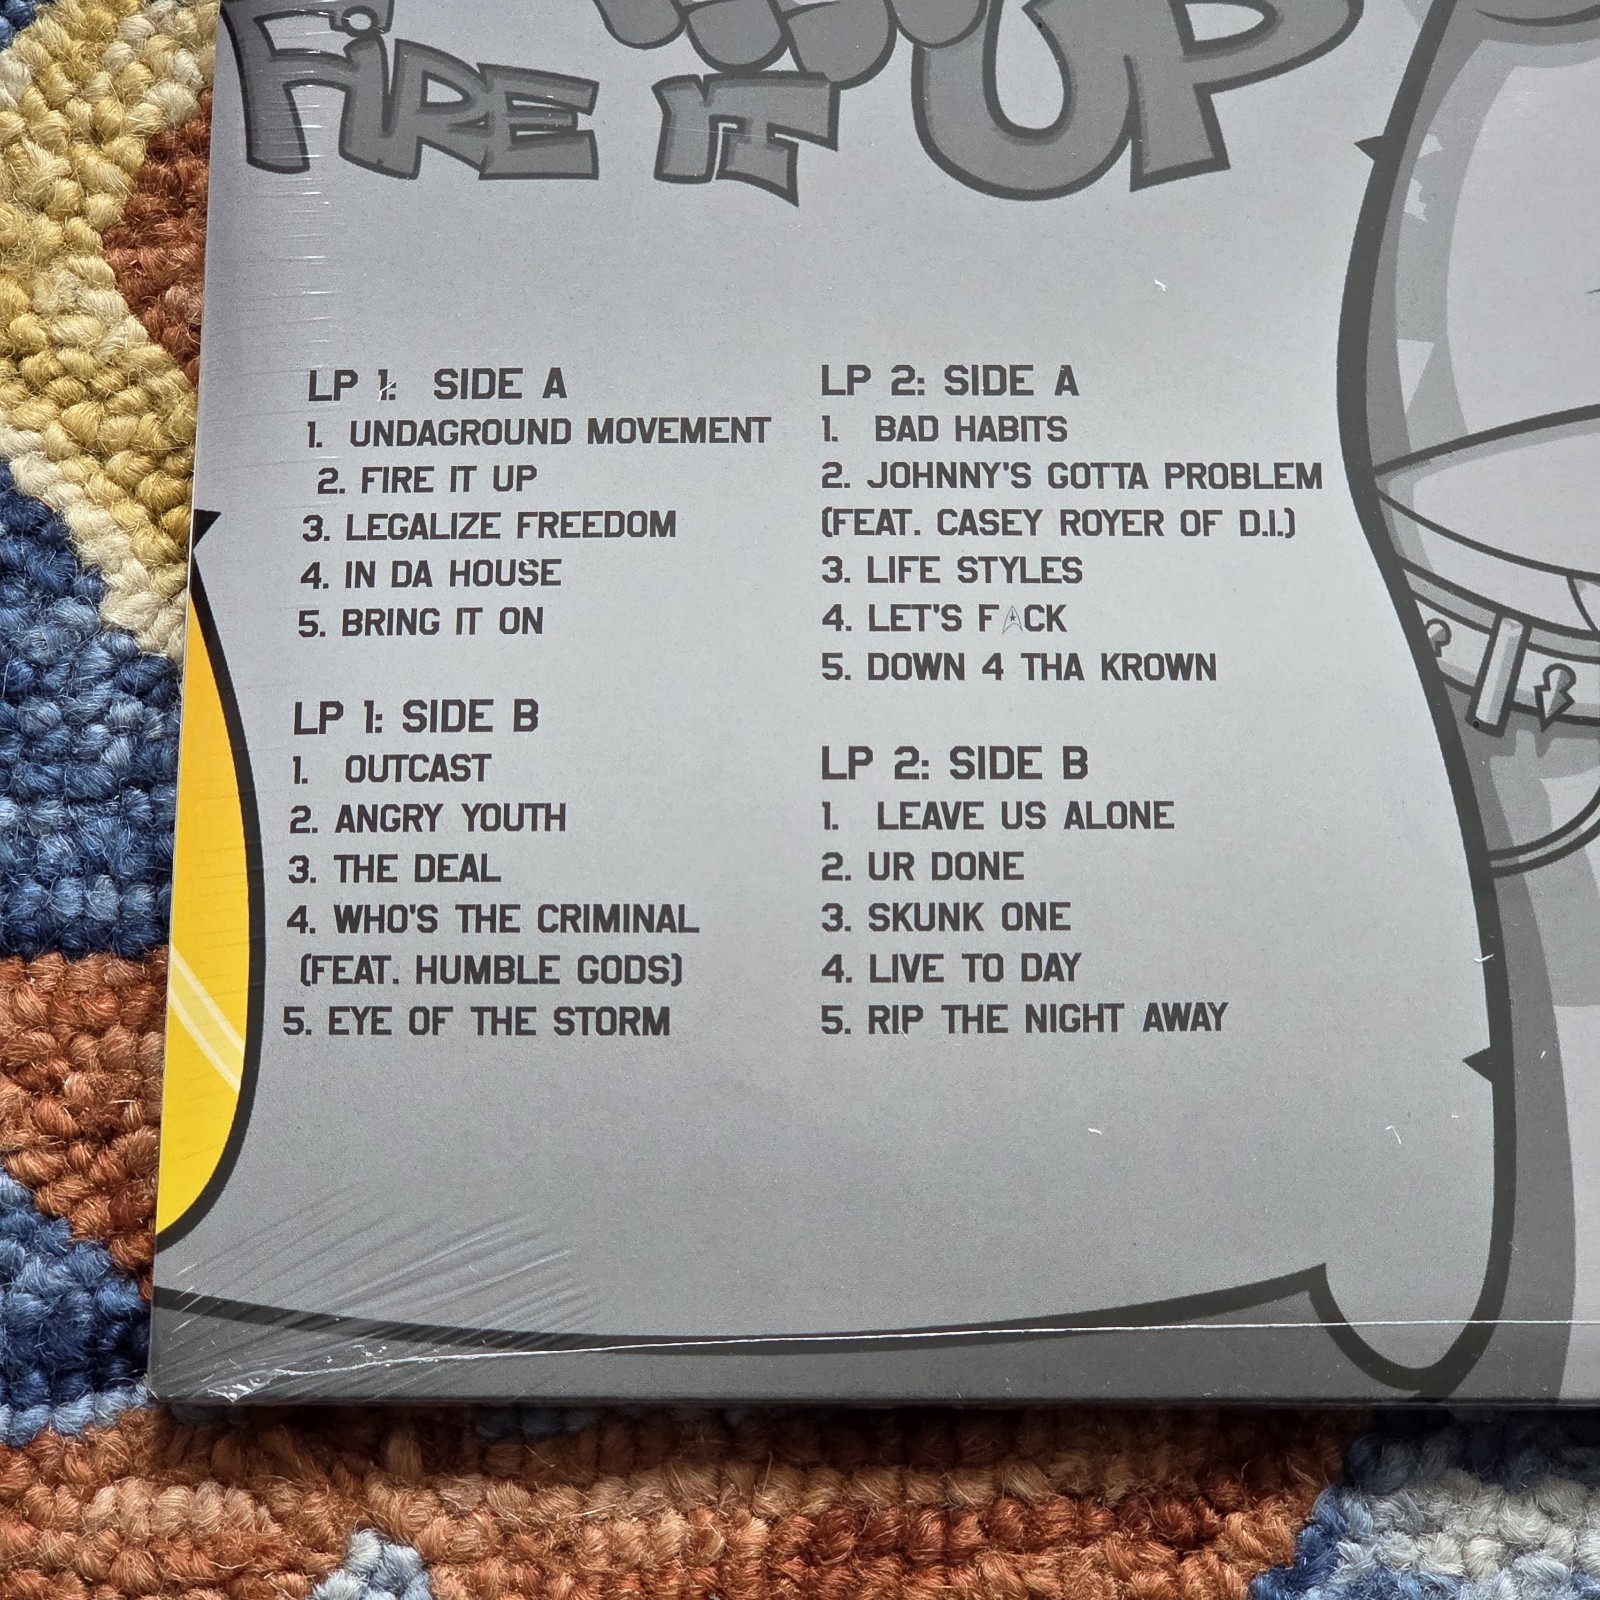 FIRE IT UP
LP 1: SIDE A
1. UNDAGROUND MOVEMENT
2. FIRE IT UP
3. LEGALIZE FREEDOM
4. IN DA HOUSE
5. BRING IT ON
LP 1: SIDE B
1. OUTCAST
2. ANGRY YOUTH
3. THE DEAL
4. WHO'S THE CRIMINAL
(FEAT. HUMBLE GODS)
5. EYE OF THE STORM
LP 2: SIDE A
1. BAD HABITS
2. JOHNNY'S GOTTA PROBLEM
(FEAT. CASEY ROYER OF D.I.)
3. LIFE STYLES
4. LET'S F CK
5. DOWN 4 THA KROWN
LP 2: SIDE B
1. LEAVE US ALONE
2. UR DONE
3. SKUNK ONE
4. LIVE TO DAY
5. RIP THE NIGHT AWAY